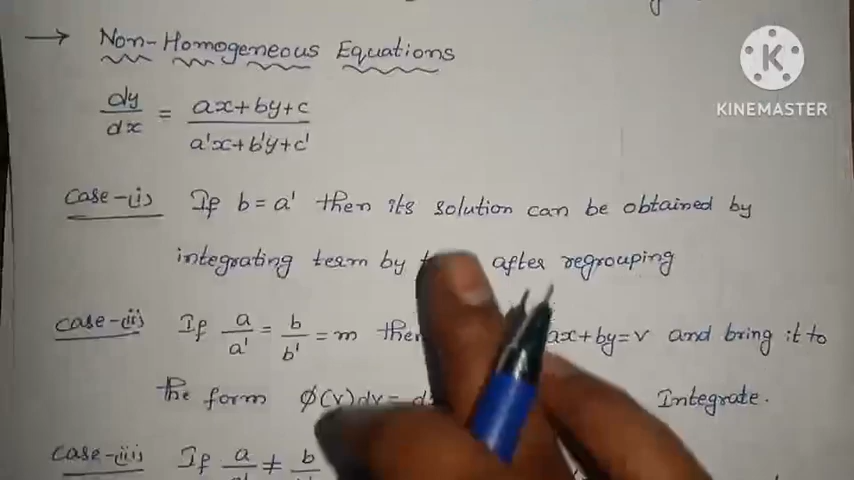 → Non-Homogeneous Equations
KINEMASTER
dy/dx = ax+by+c / a'x+b'y+c'
Case-(i) If b = a' then its solution can be obtained by
integrating term by after regrouping
Case-(ii) If a/a' = b/b' = m then ax+by=v and bring it to
the form φ(v)dv = Integrate.
Case-(iii) If a/a' ≠ b